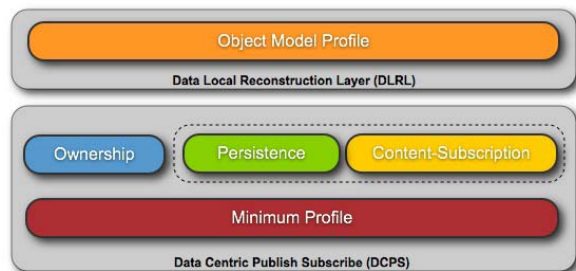 Object Model Profile
Data Local Reconstruction Layer (DLRL)
Ownership Persistence Content-Subscription
Minimum Profile
Data Centric Publish Subscribe (DCPS)